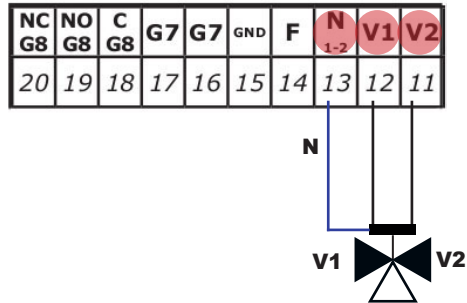 NC NO C G7 G7 GND F N V1 V2
G8 G8 G8 1-2
20 19 18 17 16 15 14 13 12 11
N
V1 V2